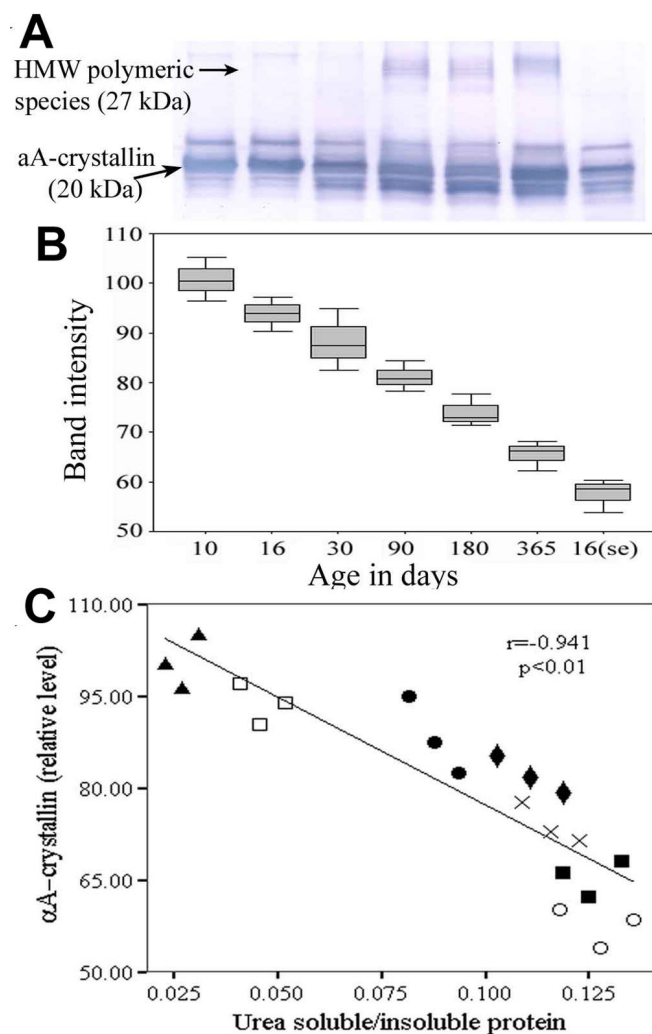 A
HMW polymeric
species (27 kDa)
aA-crystallin
(20 kDa)
B
110
100
90
80
70
60
50
Band intensity
10 16 30 90 180 365 16(se)
Age in days
C
110.00
95.00
80.00
65.00
50.00
αA-crystallin (relative level)
r=-0.941
p<0.01
0.025 0.050 0.075 0.100 0.125
Urea soluble/insoluble protein